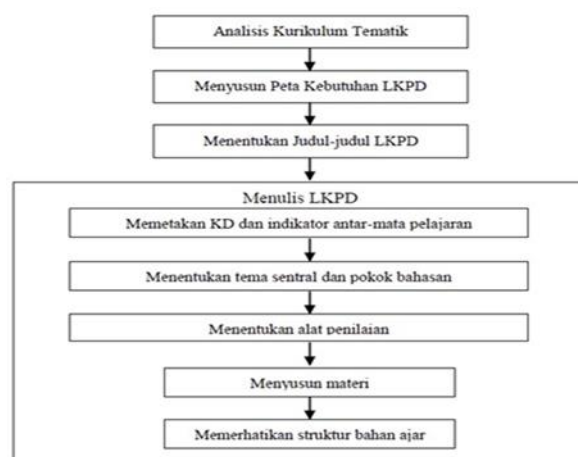 Analisis Kurikulum Tematik
Menyusun Peta Kebutuhan LKPD
Menentukan Judul-judul LKPD
Menulis LKPD
Memetakan KD dan indikator antar-mata pelajaran
Menentukan tema sentral dan pokok bahasan
Menentukan alat penilaian
Menyusun materi
Memerhatikan struktur bahan ajar